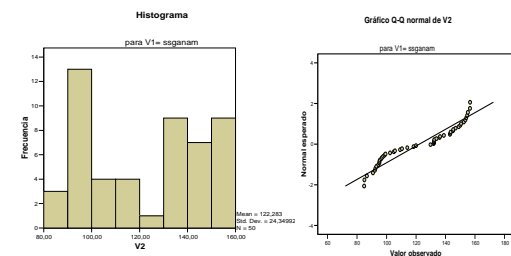 Histograma
para V1= ssganam
Frecuencia
14
12
10
8
6
4
2
0
80,00 100,00 120,00 140,00 160,00
V2
Mean = 122,283
Std. Dev. = 24,34992
N = 50
Gráfico Q-Q normal de V2
para V1= ssganam
Normal esperado
4
2
0
-2
-4
60 80 100 120 140 160 180
Valor observado